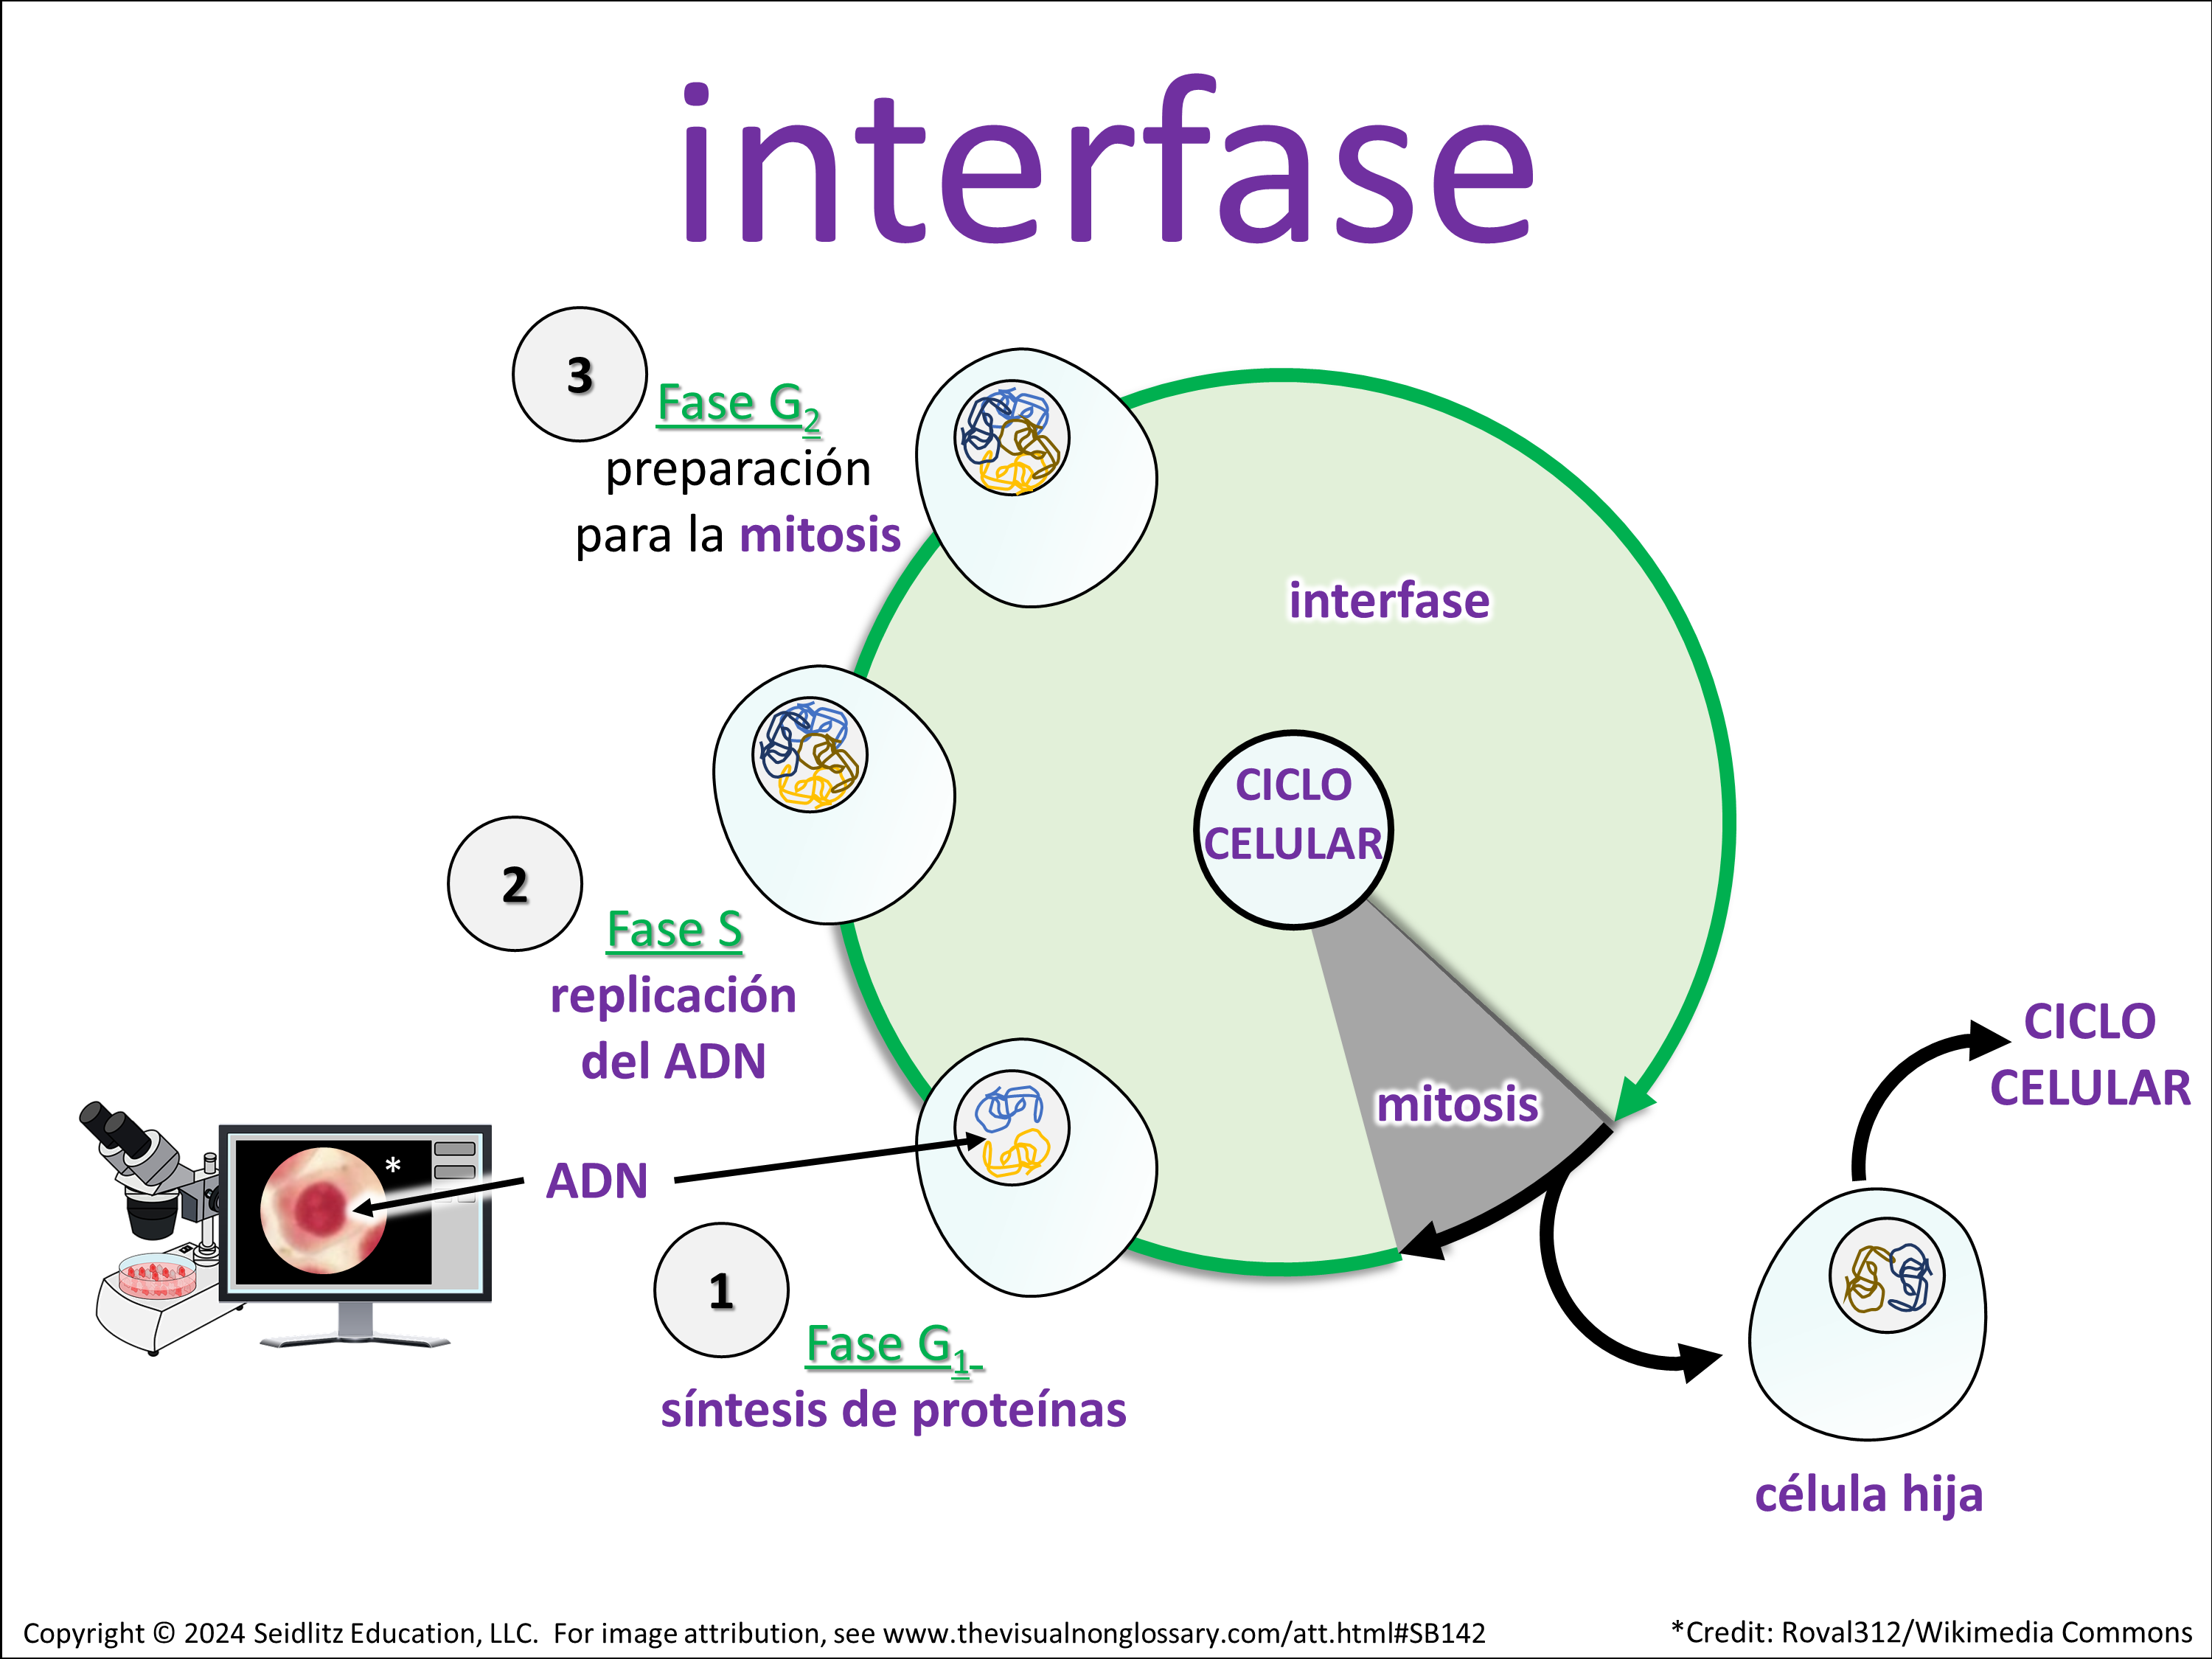 interfase
3
Fase G2
preparación
para la mitosis
interfase
CICLO
CELULAR
2
Fase S
replicación
del ADN
mitosis
CICLO
CELULAR
*
ADN
1
Fase G1
síntesis de proteínas
célula hija
Copyright © 2024 Seidlitz Education, LLC.  For image attribution, see www.thevisualnonglossary.com/att.html#SB142
*Credit: Roval312/Wikimedia Commons